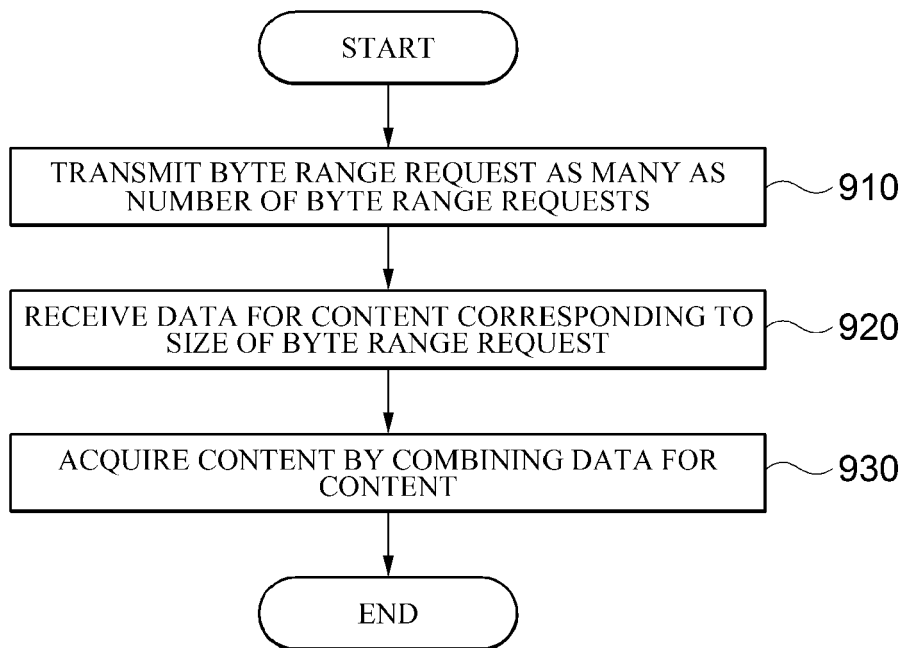 START
TRANSMIT BYTE RANGE REQUEST AS MANY AS
NUMBER OF BYTE RANGE REQUESTS
910
RECEIVE DATA FOR CONTENT CORRESPONDING TO
SIZE OF BYTE RANGE REQUEST
920
ACQUIRE CONTENT BY COMBINING DATA FOR
CONTENT
930
END